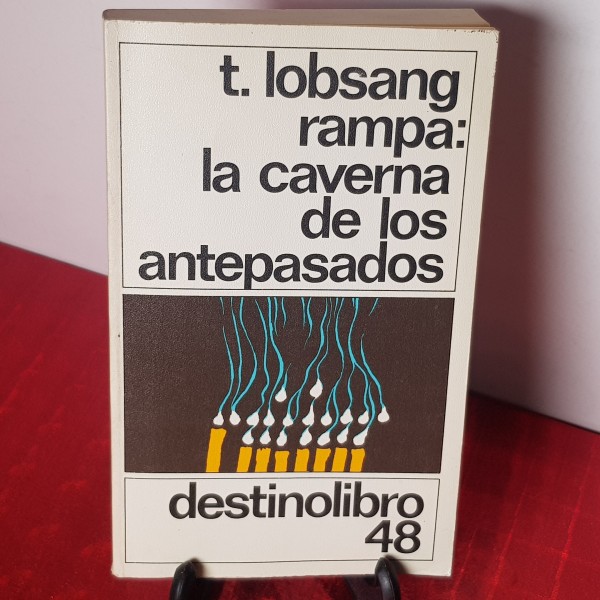 t. lobsang
rampa:
la caverna
de los
antepasados
destinolibro
48